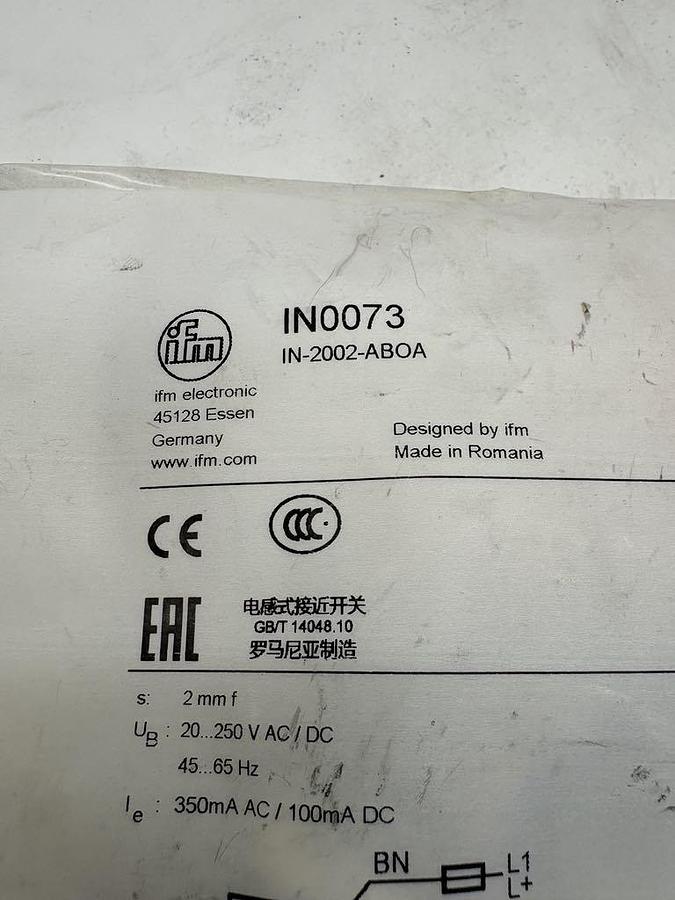 ifm
IN0073
IN-2002-ABOA
ifm electronic
45128 Essen
Germany
www.ifm.com
Designed by ifm
Made in Romania
CE
CCC
EAC
电感式接近开关
GB/T 14048.10
罗马尼亚制造
s: 2 mm f
UB : 20...250 V AC / DC
45...65 Hz
Ie : 350mA AC / 100mA DC
BN
L1
L+